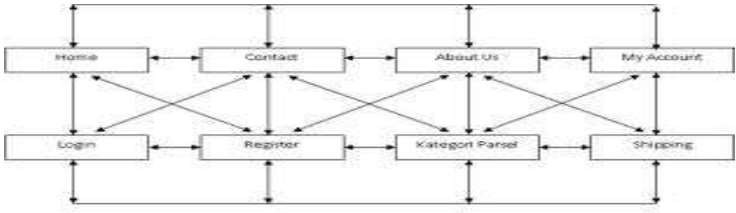 Home
Contact
About Us
My Account
Login
Register
Kategori Parsel
Shipping